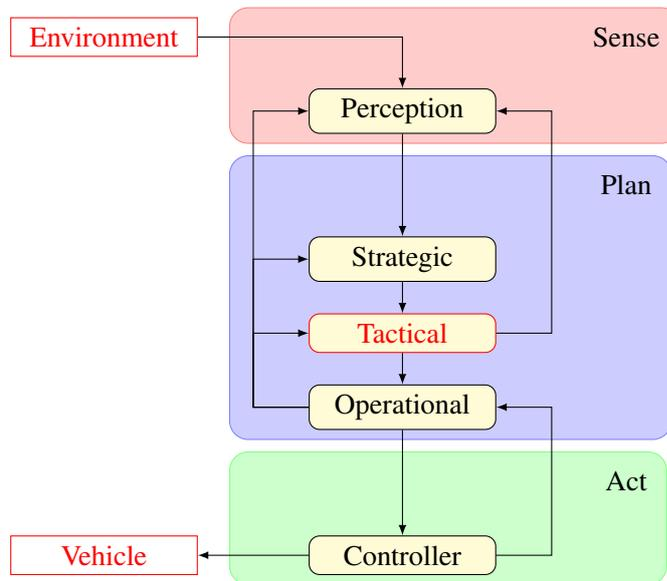 Environment
Sense
Perception
Plan
Strategic
Tactical
Operational
Act
Vehicle
Controller